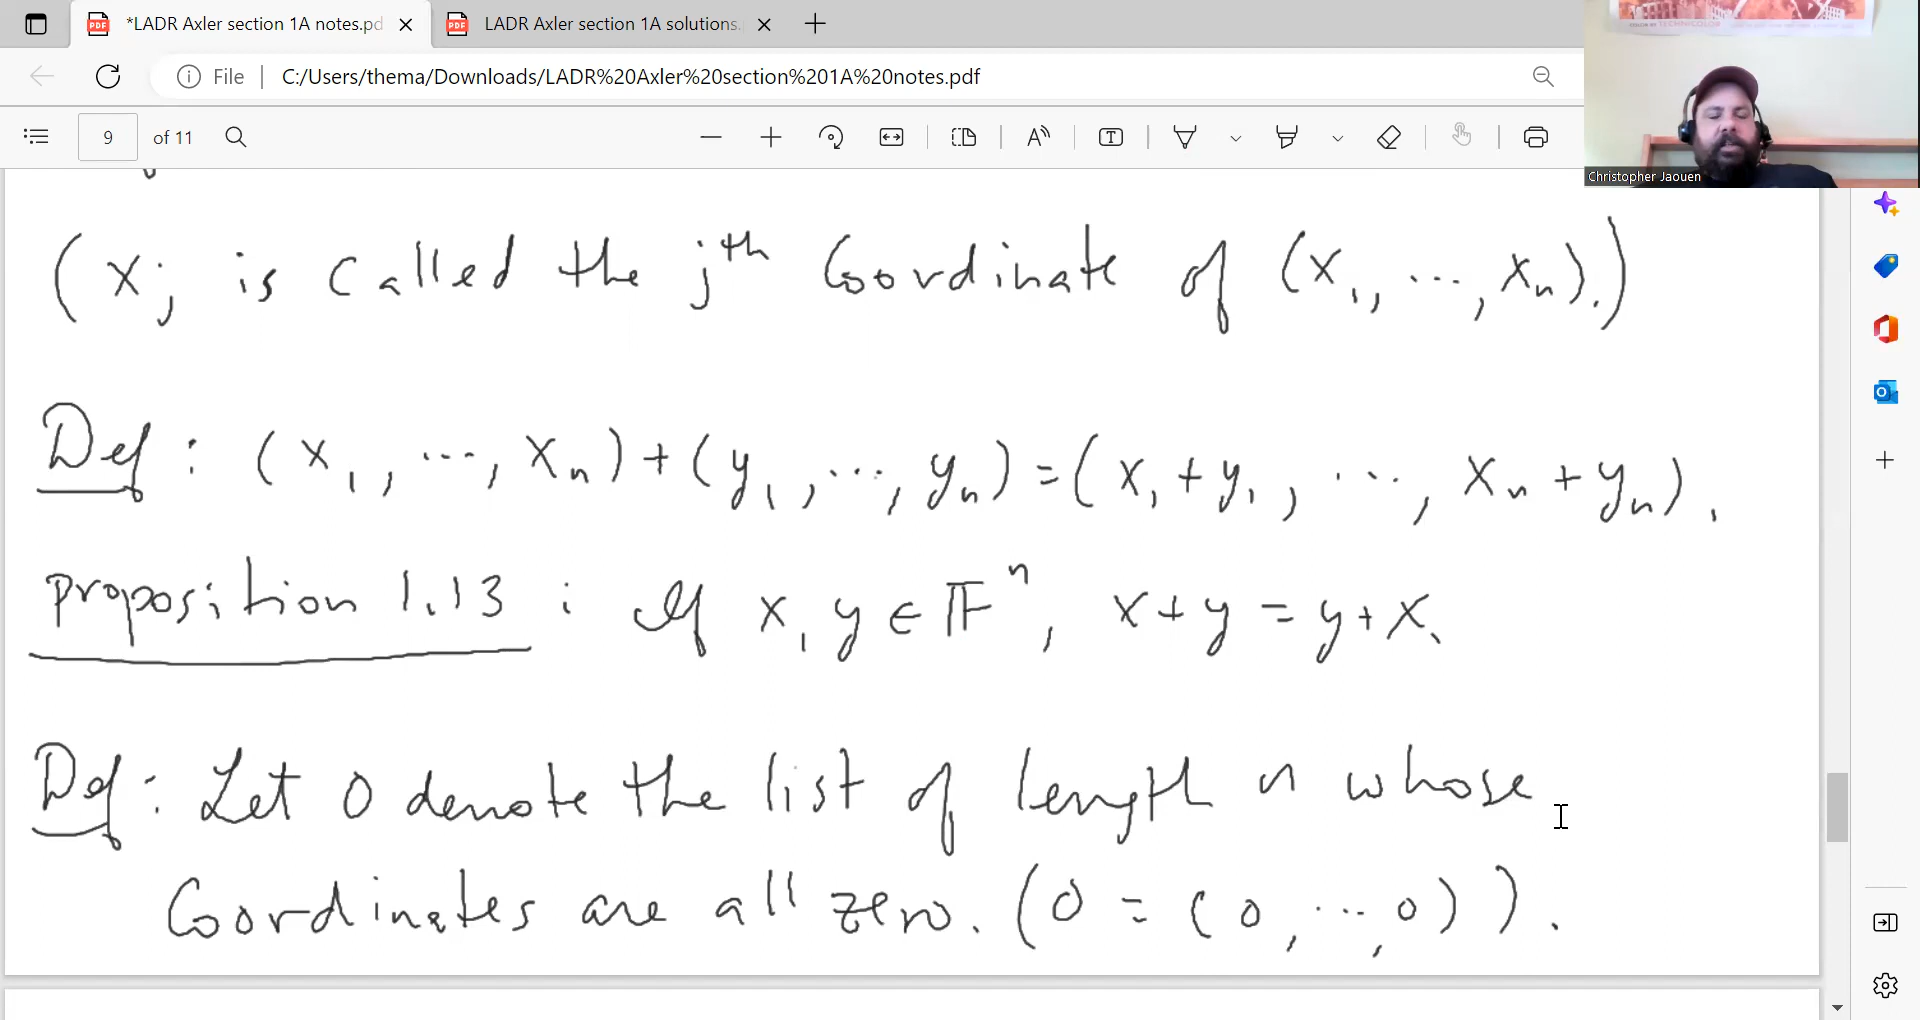 *LADR Axler section 1A notes.pd
LADR Axler section 1A solutions.
File
C:/Users/thema/Downloads/LADR%20Axler%20section%201A%20notes.pdf
9 of 11
TECHNICOLOR
Christopher Jaouen
(xⱼ is called the jᵗʰ Coordinate of (x₁, ..., xₙ).)
Def: (x₁, ..., xₙ) + (y₁, ..., yₙ) = (x₁ + y₁, ..., xₙ + yₙ).
proposition 1.13 : If x, y ∈ 𝔽ⁿ, x+y = y+x.
Def: Let 0 denote the list of length n whose
Coordinates are all zero. (0 = (0, ..., 0)).